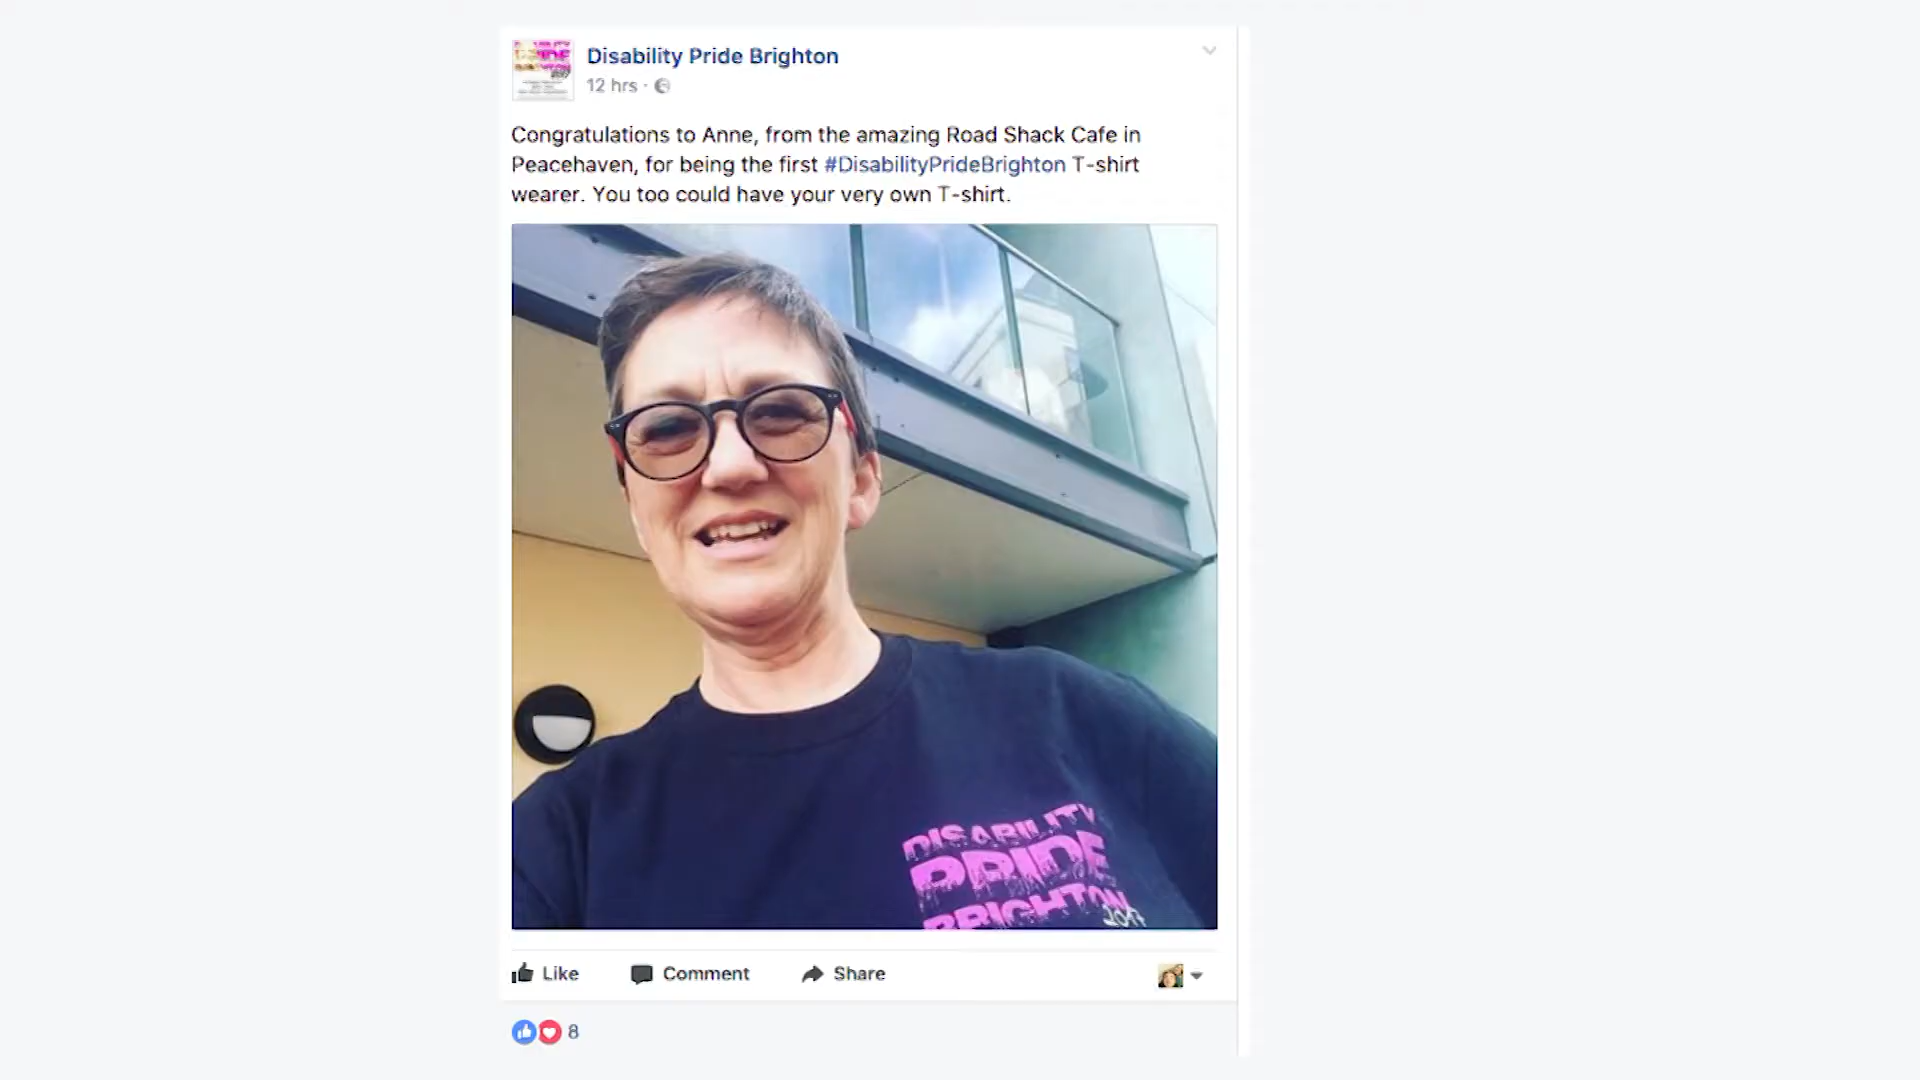 Disability Pride Brighton
12 hrs ·
Congratulations to Anne, from the amazing Road Shack Cafe in
Peacehaven, for being the first #DisabilityPrideBrighton T-shirt
wearer. You too could have your very own T-shirt.
DISABILITY
PRIDE
BRIGHTON
2017
Like Comment Share
8